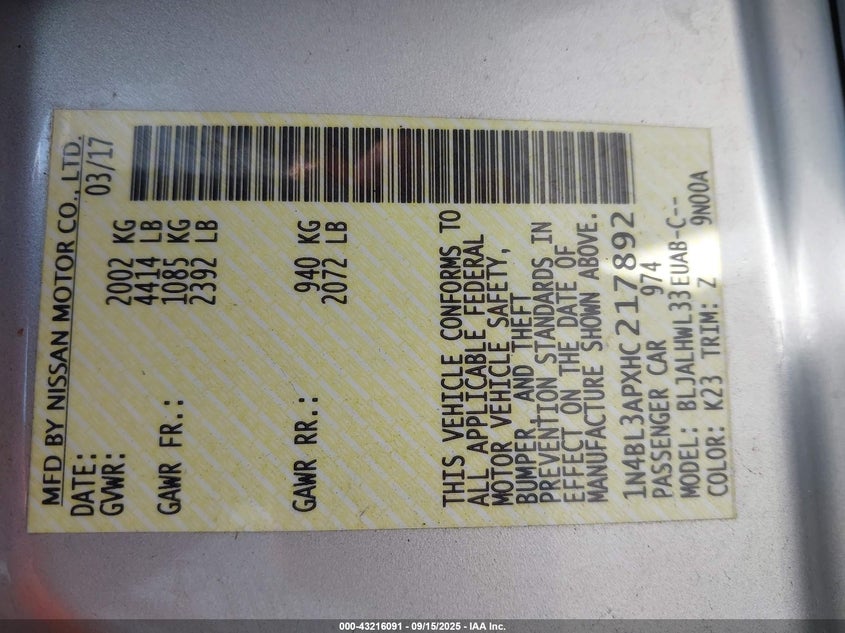 MFD BY NISSAN MOTOR CO., LTD.
DATE: 03/17
GVWR: 2002 KG
4414 LB
GAWR FR.: 1085 KG
2392 LB
GAWR RR.: 940 KG
2072 LB
THIS VEHICLE CONFORMS TO
ALL APPLICABLE FEDERAL
MOTOR VEHICLE SAFETY,
BUMPER, AND THEFT
PREVENTION STANDARDS IN
EFFECT ON THE DATE OF
MANUFACTURE SHOWN ABOVE.
1N4BL3APXHC217892
PASSENGER CAR 974
MODEL: BLJALHWL33EUAB-C--
COLOR: K23 TRIM: Z 9N00A
000-43216091 - 09/15/2025 - IAA Inc.